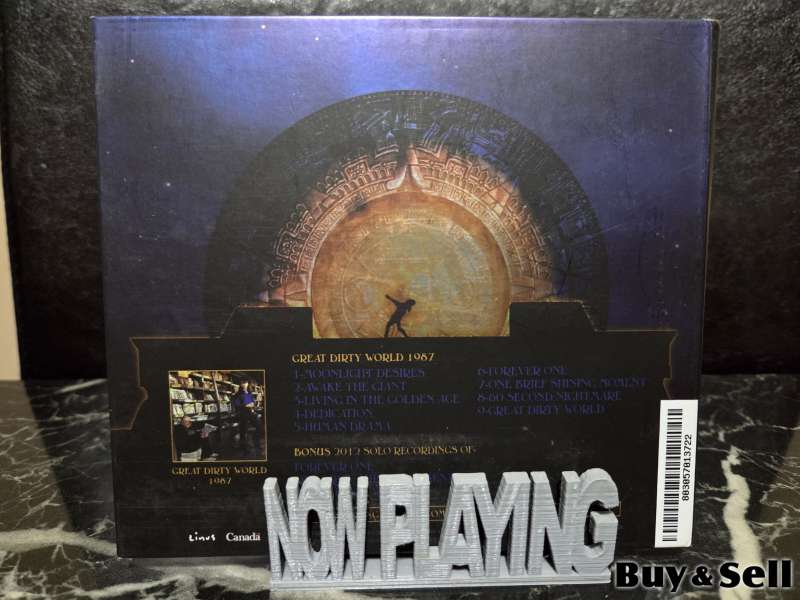 GREAT DIRTY WORLD 1987
1-MOONLIGHT DESIRES
2-AWAKE THE GIANT
3-LIVING IN THE GOLDEN AGE
4-DEDICATION
5-HUMAN DRAMA
6-FOREVER ONE
7-ONE BRIEF SHINING MOMENT
8-60 SECOND NIGHTMARE
9-GREAT DIRTY WORLD
BONUS 2012 SOLO RECORDINGS OF:
FOREVER ONE
GREAT DIRTY WORLD
1987
Linus Canada
NOW PLAYING
803057013722
Buy & Sell